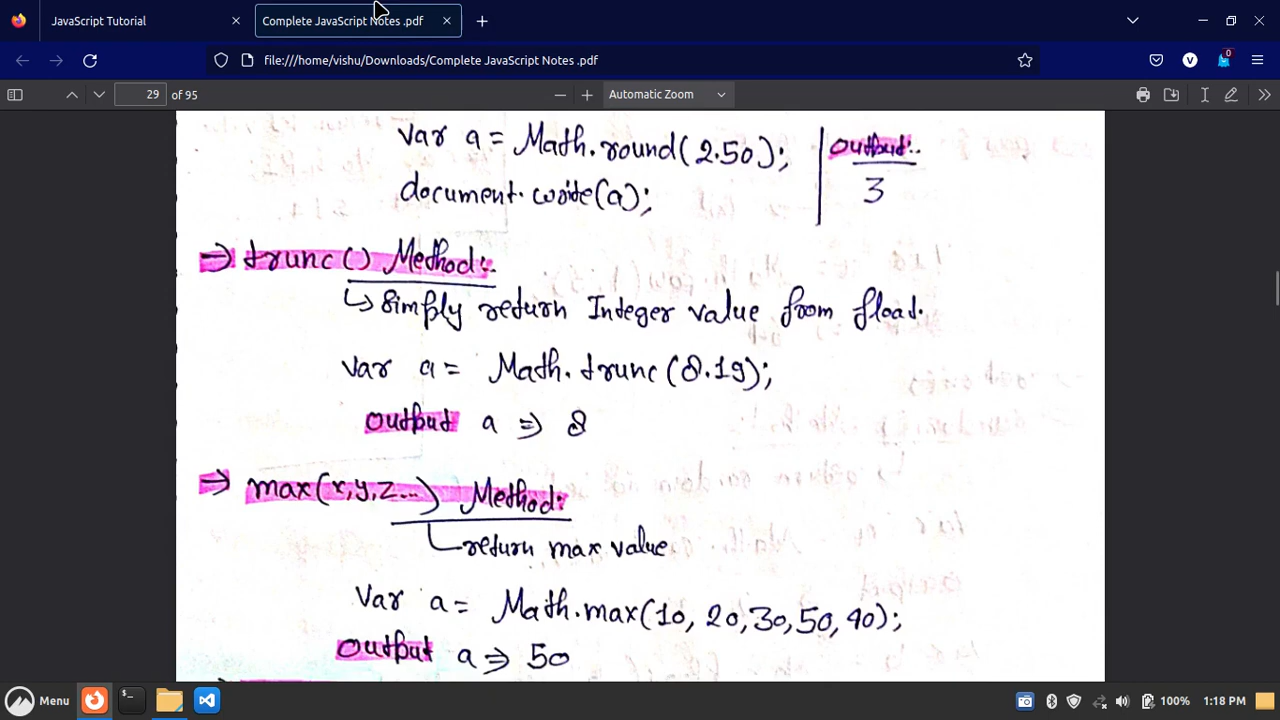 JavaScript Tutorial
Complete JavaScript Notes .pdf
file:///home/vishu/Downloads/Complete JavaScript Notes .pdf
29 of 95
Automatic Zoom
var a = Math.round(2.50);
output:.
document.write(a);
3
=> trunc() Method:.
↳ Simply return Integer value from float.
var a = Math.trunc(8.19);
output a => 8
=> max(x,y,z...) Method:
return max value
Var a = Math.max(10, 20,30,50,40);
output a => 50
Menu
100%
1:18 PM
V
0